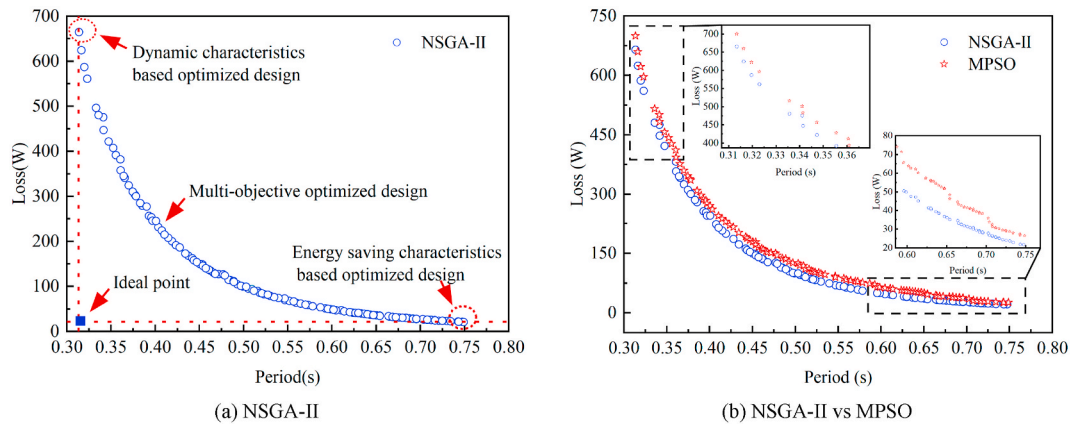 700
600
500
400
300
200
100
0
Loss(W)
0.30 0.35 0.40 0.45 0.50 0.55 0.60 0.65 0.70 0.75 0.80
Period(s)
NSGA-II
Dynamic characteristics
based optimized design
Multi-objective optimized design
Energy saving characteristics
based optimized design
Ideal point
(a) NSGA-II
750
600
450
300
150
0
Loss (W)
0.30 0.35 0.40 0.45 0.50 0.55 0.60 0.65 0.70 0.75 0.80
Period (s)
NSGA-II
MPSO
700
650
600
550
500
450
400
Loss (W)
0.31 0.32 0.33 0.34 0.35 0.36
Period (s)
80
70
60
50
40
30
20
Loss (W)
0.60 0.65 0.70 0.75
Period (s)
(b) NSGA-II vs MPSO